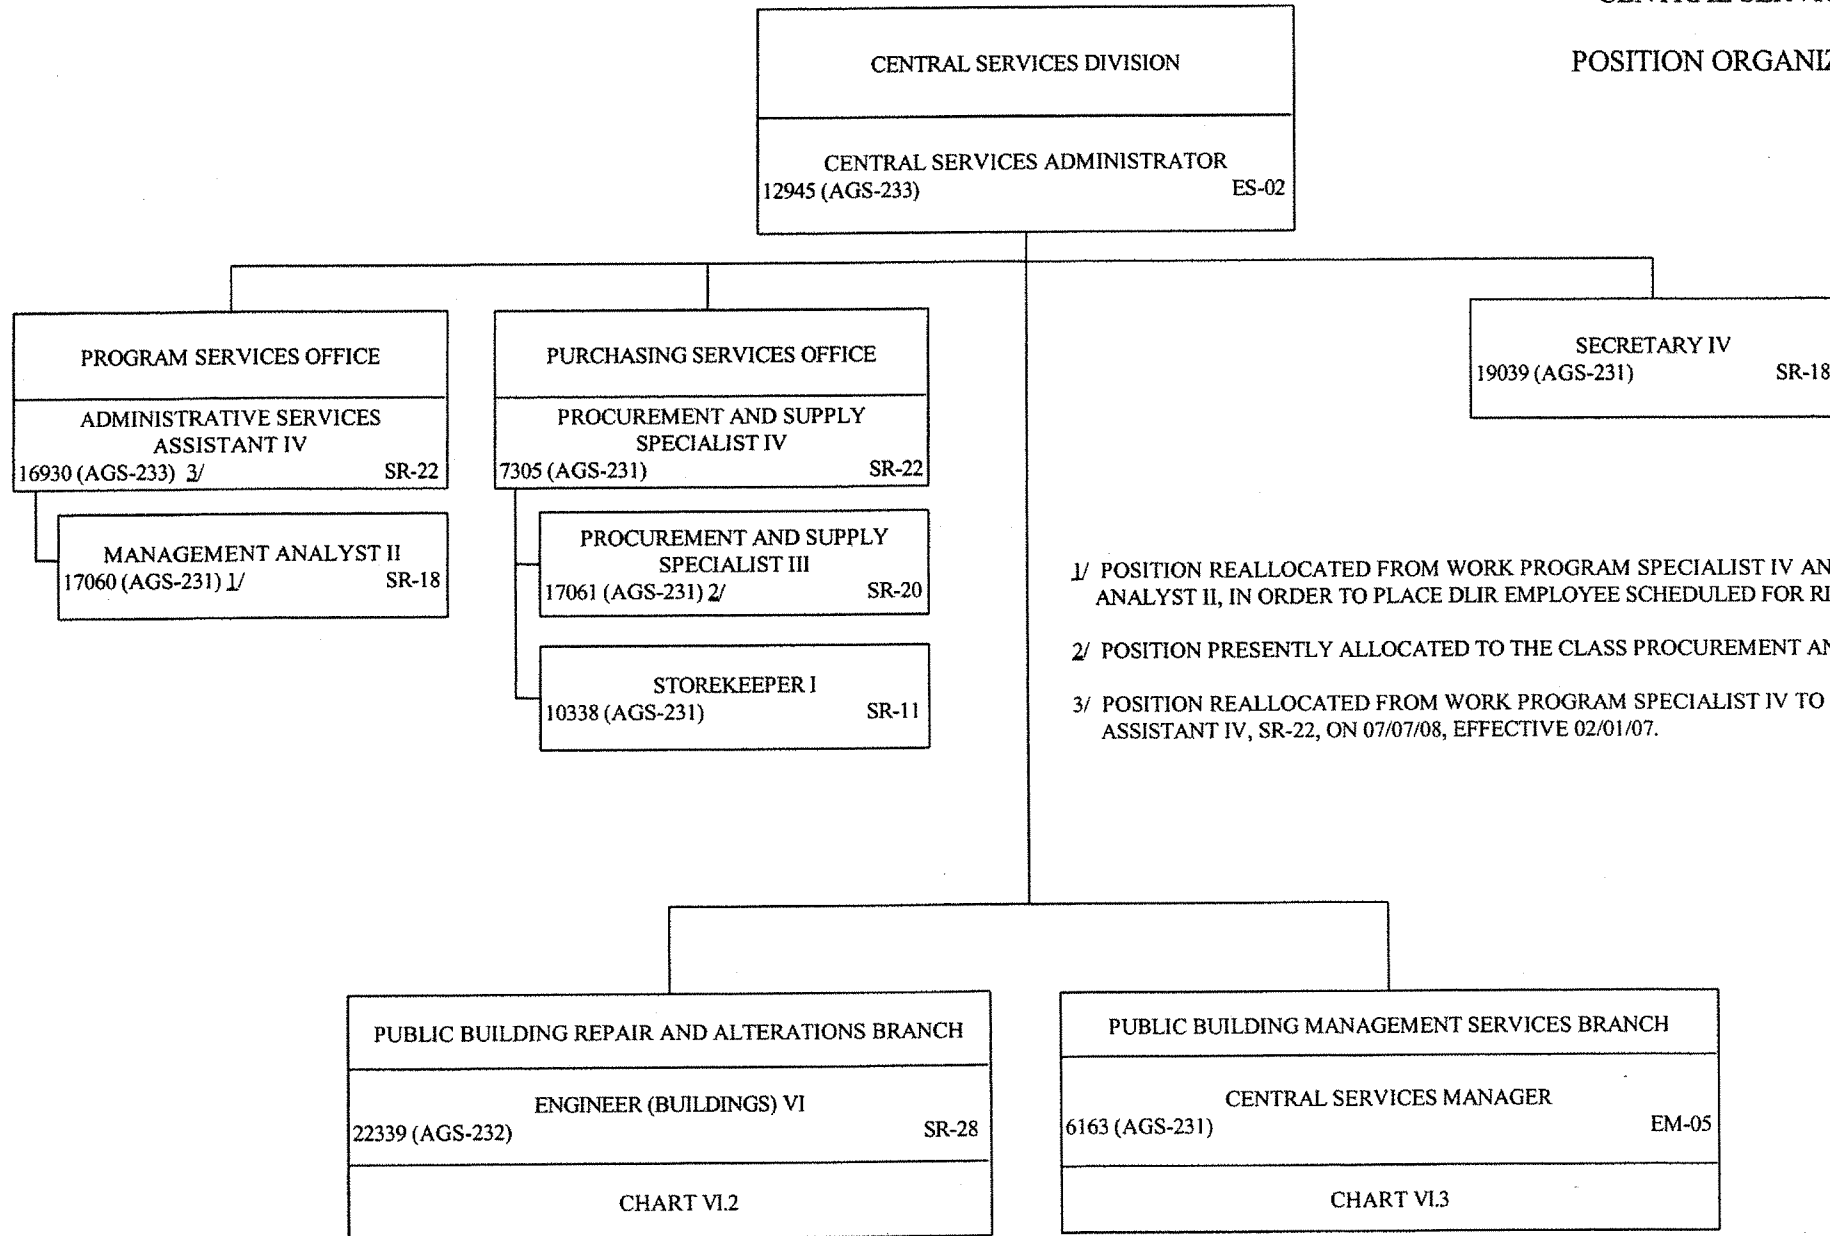 POSITION ORGANIZ
CENTRAL SERVICES DIVISION
CENTRAL SERVICES ADMINISTRATOR
12945 (AGS-233) ES-02
PROGRAM SERVICES OFFICE
ADMINISTRATIVE SERVICES
ASSISTANT IV
16930 (AGS-233) 3/ SR-22
MANAGEMENT ANALYST II
17060 (AGS-231) 1/ SR-18
PURCHASING SERVICES OFFICE
PROCUREMENT AND SUPPLY
SPECIALIST IV
7305 (AGS-231) SR-22
PROCUREMENT AND SUPPLY
SPECIALIST III
17061 (AGS-231) 2/ SR-20
STOREKEEPER I
10338 (AGS-231) SR-11
SECRETARY IV
19039 (AGS-231) SR-18
1/ POSITION REALLOCATED FROM WORK PROGRAM SPECIALIST IV AN
ANALYST II, IN ORDER TO PLACE DLIR EMPLOYEE SCHEDULED FOR RI
2/ POSITION PRESENTLY ALLOCATED TO THE CLASS PROCUREMENT AN
3/ POSITION REALLOCATED FROM WORK PROGRAM SPECIALIST IV TO
ASSISTANT IV, SR-22, ON 07/07/08, EFFECTIVE 02/01/07.
PUBLIC BUILDING REPAIR AND ALTERATIONS BRANCH
ENGINEER (BUILDINGS) VI
22339 (AGS-232) SR-28
CHART VI.2
PUBLIC BUILDING MANAGEMENT SERVICES BRANCH
CENTRAL SERVICES MANAGER
6163 (AGS-231) EM-05
CHART VI.3